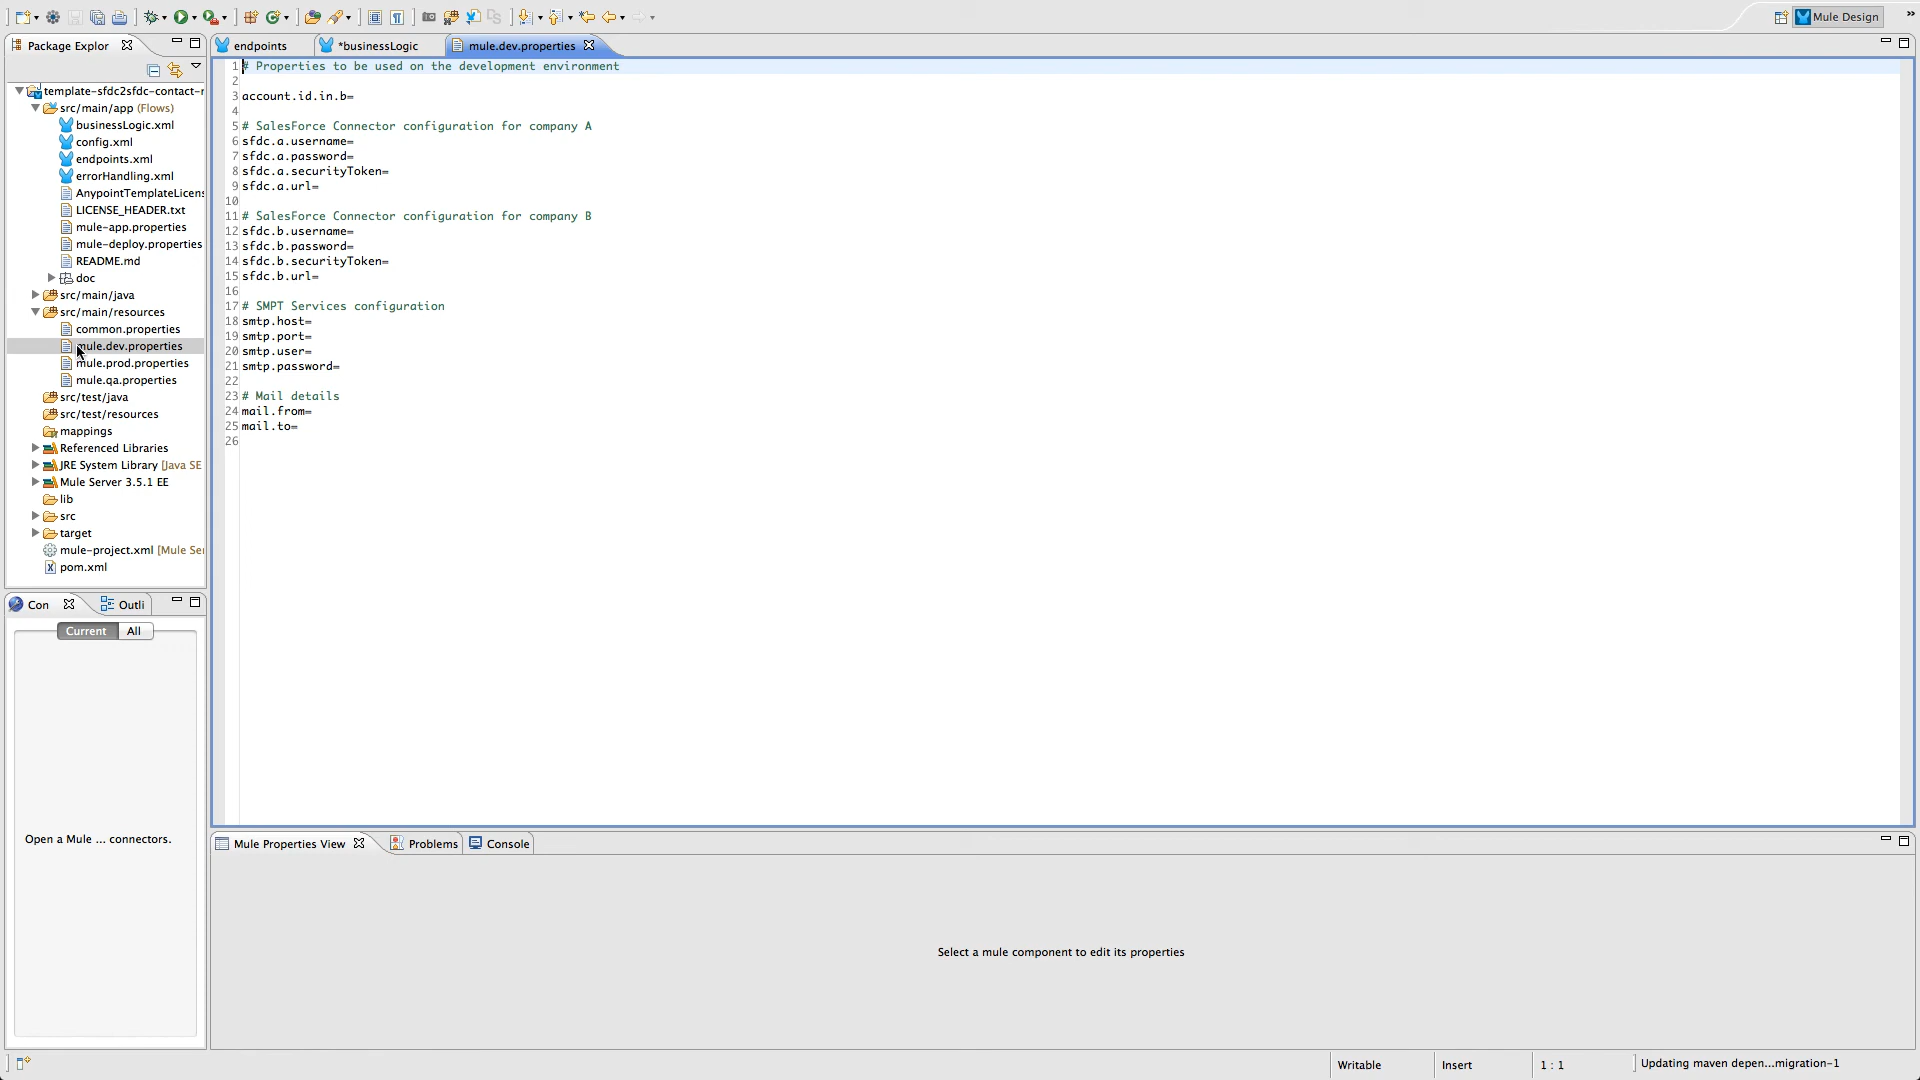 Mule Design
»
Package Explor
template-sfdc2sfdc-contact-r
src/main/app (Flows)
businessLogic.xml
config.xml
endpoints.xml
errorHandling.xml
AnypointTemplateLicens
LICENSE_HEADER.txt
mule-app.properties
mule-deploy.properties
README.md
doc
src/main/java
src/main/resources
common.properties
mule.dev.properties
mule.prod.properties
mule.qa.properties
src/test/java
src/test/resources
mappings
Referenced Libraries
JRE System Library [Java SE
Mule Server 3.5.1 EE
lib
src
target
mule-project.xml [Mule Ser
pom.xml
endpoints
*businessLogic
mule.dev.properties
1 # Properties to be used on the development environment
2
3 account.id.in.b=
4
5 # SalesForce Connector configuration for company A
6 sfdc.a.username=
7 sfdc.a.password=
8 sfdc.a.securityToken=
9 sfdc.a.url=
10
11 # SalesForce Connector configuration for company B
12 sfdc.b.username=
13 sfdc.b.password=
14 sfdc.b.securityToken=
15 sfdc.b.url=
16
17 # SMPT Services configuration
18 smtp.host=
19 smtp.port=
20 smtp.user=
21 smtp.password=
22
23 # Mail details
24 mail.from=
25 mail.to=
26
Con
Outli
Current
All
Open a Mule ... connectors.
Mule Properties View
Problems
Console
Select a mule component to edit its properties
Writable
Insert
1 : 1
Updating maven depen...migration-1